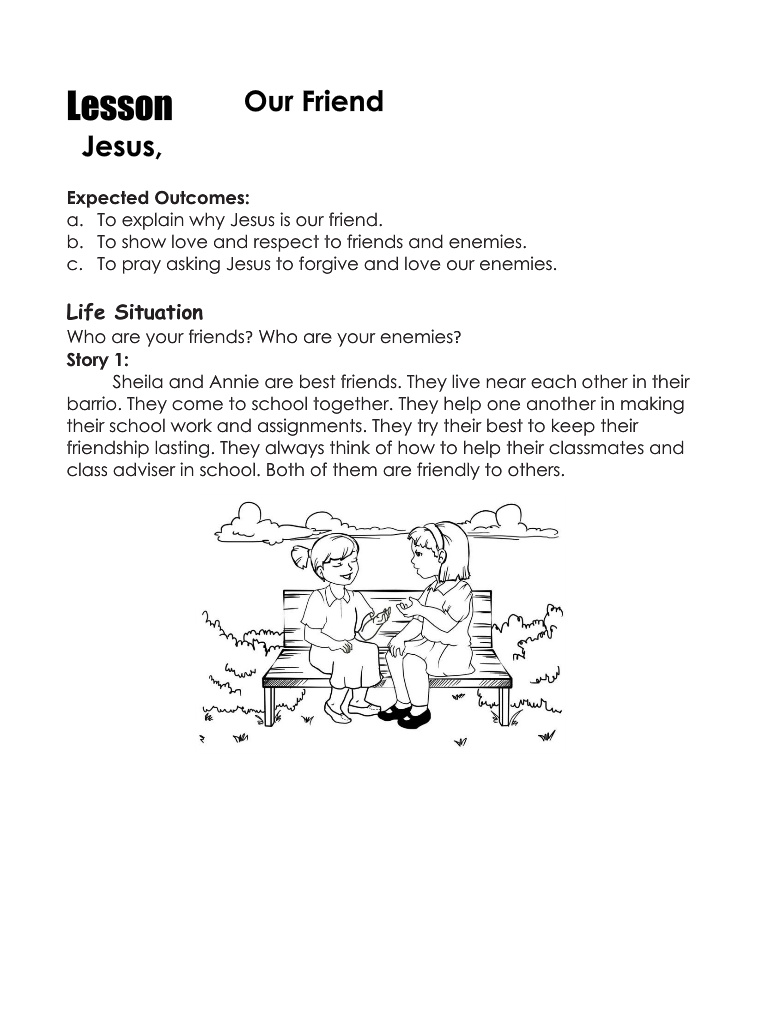 Lesson Our Friend
Jesus,
Expected Outcomes:
a. To explain why Jesus is our friend.
b. To show love and respect to friends and enemies.
c. To pray asking Jesus to forgive and love our enemies.
Life Situation
Who are your friends? Who are your enemies?
Story 1:
Sheila and Annie are best friends. They live near each other in their
barrio. They come to school together. They help one another in making
their school work and assignments. They try their best to keep their
friendship lasting. They always think of how to help their classmates and
class adviser in school. Both of them are friendly to others.